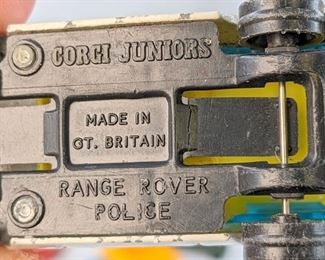 CORGI JUNIORS
MADE IN
GT. BRITAIN
RANGE ROVER
POLICE